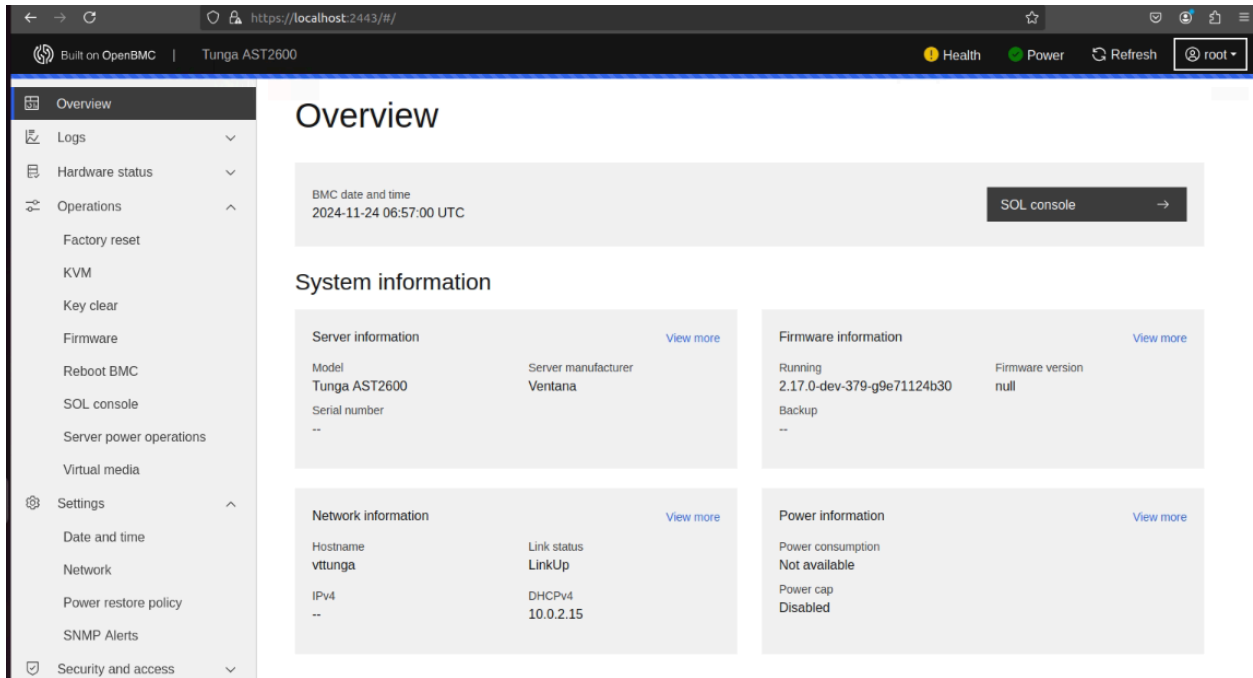 https://localhost:2443/#/
Built on OpenBMC | Tunga AST2600
Health
Power
Refresh
root
Overview
Logs
Hardware status
Operations
Factory reset
KVM
Key clear
Firmware
Reboot BMC
SOL console
Server power operations
Virtual media
Settings
Date and time
Network
Power restore policy
SNMP Alerts
Security and access
Overview
BMC date and time
2024-11-24 06:57:00 UTC
SOL console
System information
Server information
View more
Model
Tunga AST2600
Server manufacturer
Ventana
Serial number
--
Firmware information
View more
Running
2.17.0-dev-379-g9e71124b30
Firmware version
null
Backup
--
Network information
View more
Hostname
vttunga
Link status
LinkUp
IPv4
--
DHCPv4
10.0.2.15
Power information
View more
Power consumption
Not available
Power cap
Disabled